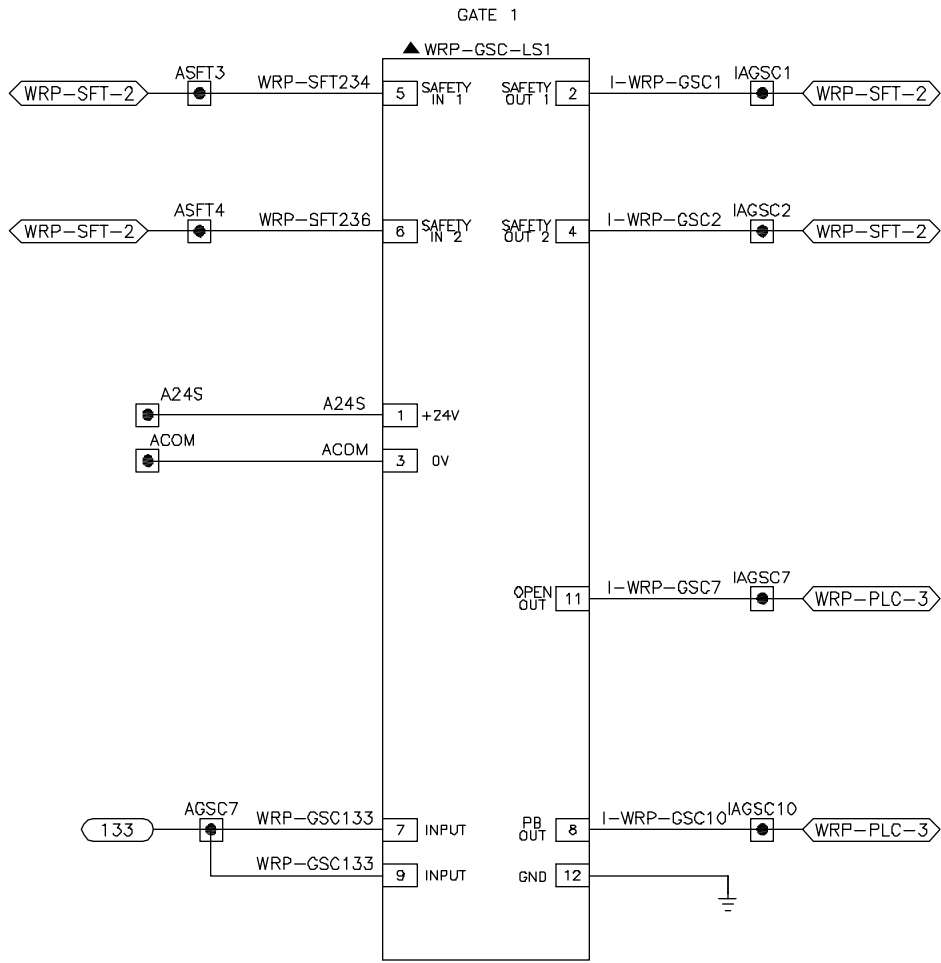 GATE 1
▲ WRP-GSC-LS1
ASFT3
WRP-SFT-2
WRP-SFT234
5
SAFETY
IN 1
SAFETY
OUT 1
2
I-WRP-GSC1
IAGSC1
WRP-SFT-2
ASFT4
WRP-SFT-2
WRP-SFT236
6
SAFETY
IN 2
SAFETY
OUT 2
4
I-WRP-GSC2
IAGSC2
WRP-SFT-2
A24S
A24S
1
+24V
ACOM
ACOM
3
0V
OPEN
OUT
11
I-WRP-GSC7
IAGSC7
WRP-PLC-3
133
AGSC7
WRP-GSC133
7
INPUT
PB
OUT
8
I-WRP-GSC10
IAGSC10
WRP-PLC-3
WRP-GSC133
9
INPUT
GND
12